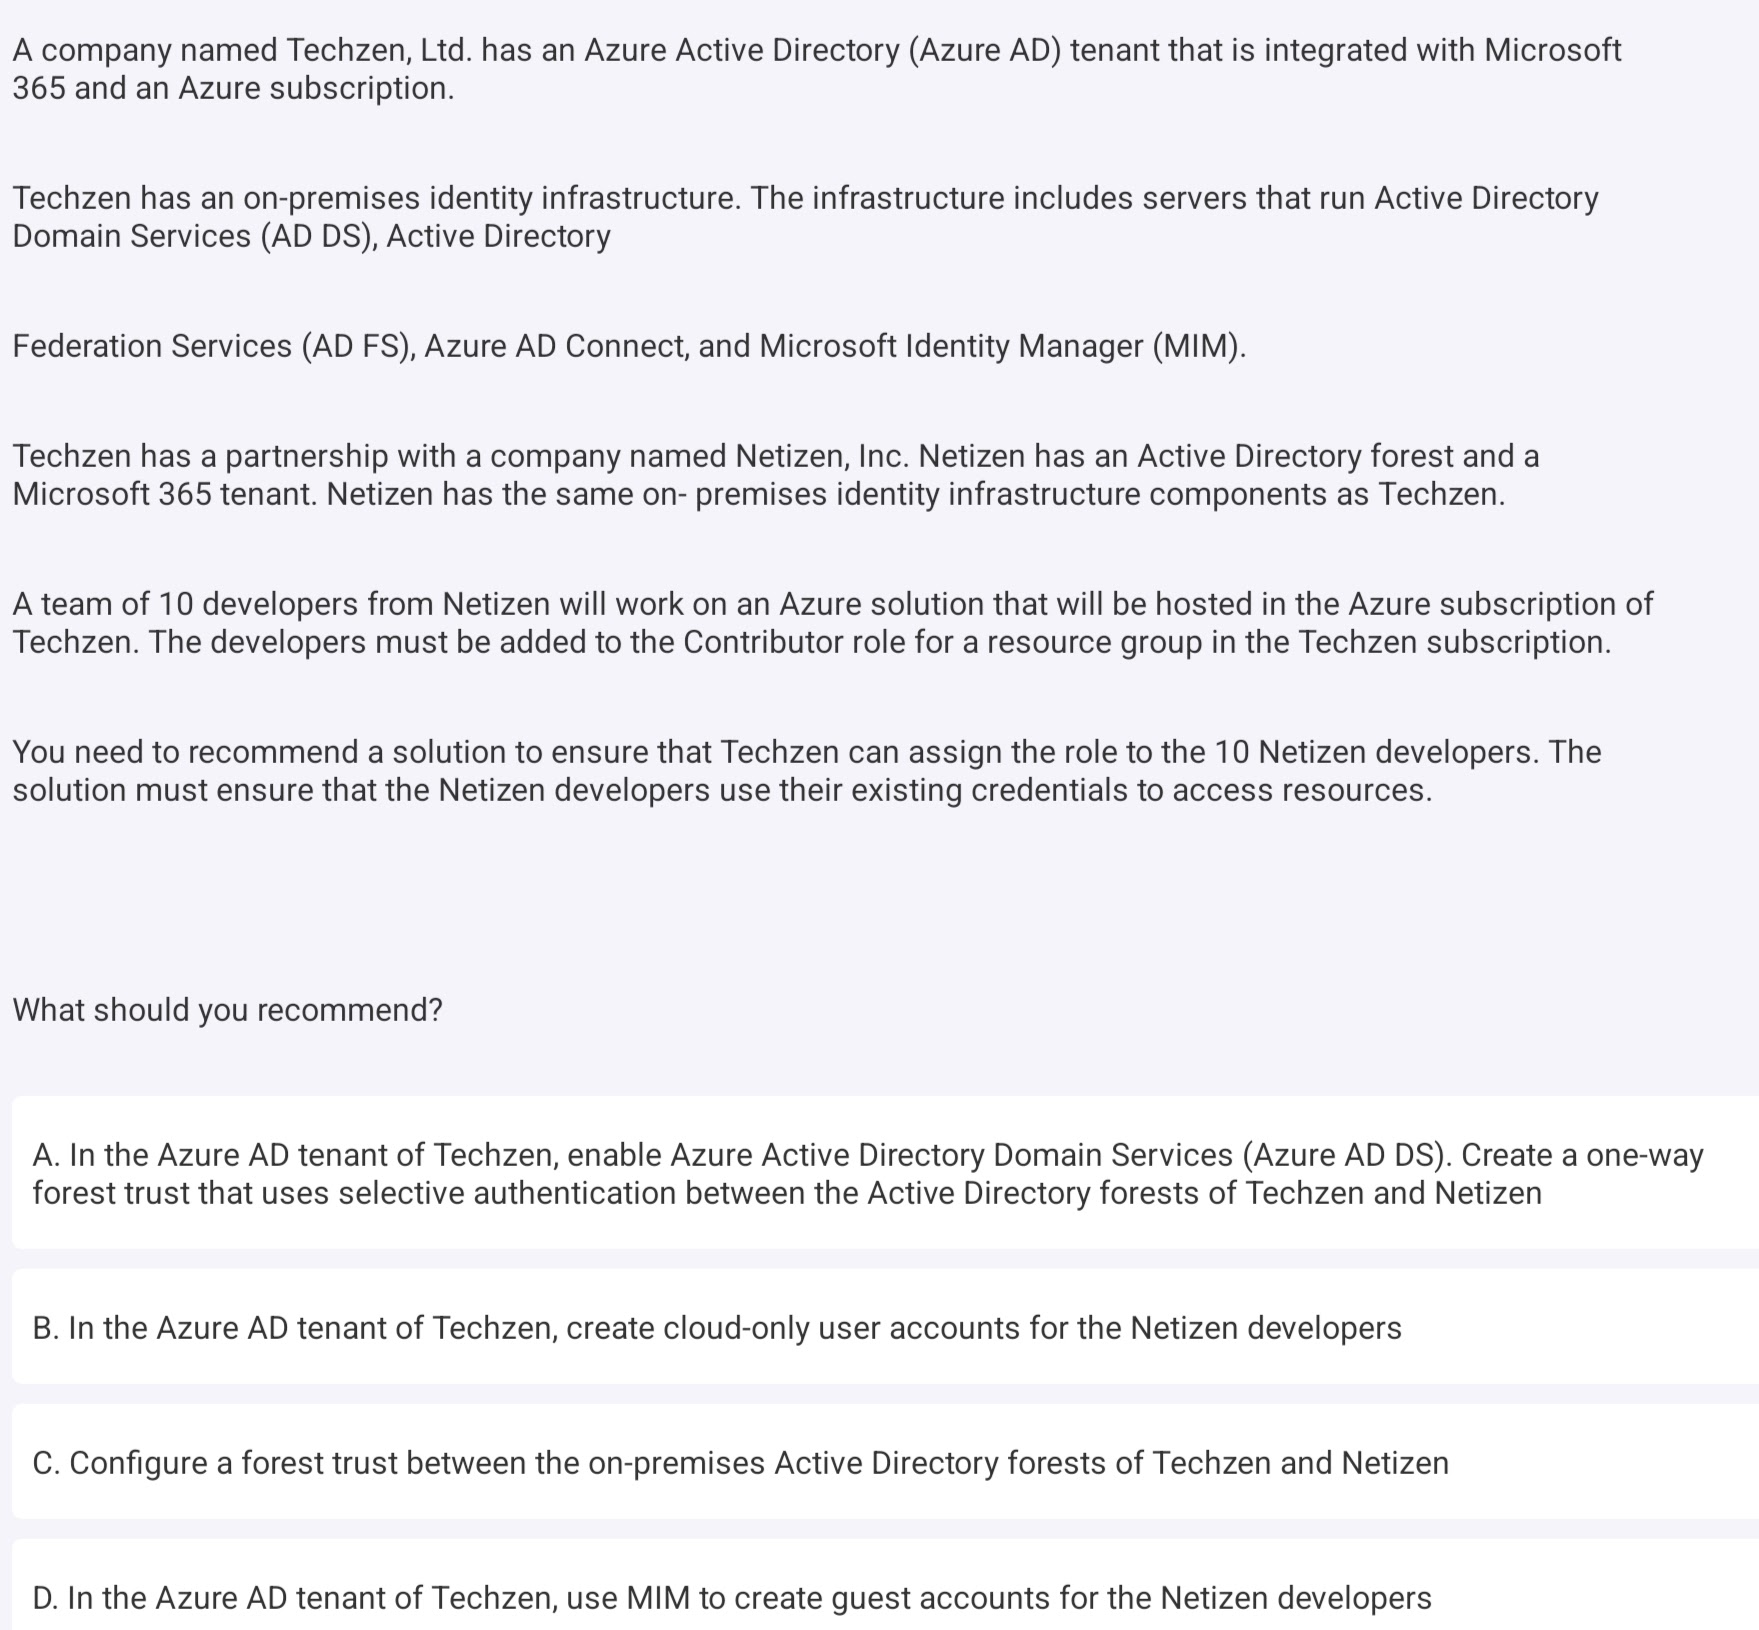 A company named Techzen, Ltd. has an Azure Active Directory (Azure AD) tenant that is integrated with Microsoft
365 and an Azure subscription.
Techzen has an on-premises identity infrastructure. The infrastructure includes servers that run Active Directory
Domain Services (AD DS), Active Directory
Federation Services (AD FS), Azure AD Connect, and Microsoft Identity Manager (MIM).
Techzen has a partnership with a company named Netizen, Inc. Netizen has an Active Directory forest and a
Microsoft 365 tenant. Netizen has the same on- premises identity infrastructure components as Techzen.
A team of 10 developers from Netizen will work on an Azure solution that will be hosted in the Azure subscription of
Techzen. The developers must be added to the Contributor role for a resource group in the Techzen subscription.
You need to recommend a solution to ensure that Techzen can assign the role to the 10 Netizen developers. The
solution must ensure that the Netizen developers use their existing credentials to access resources.
What should you recommend?
A. In the Azure AD tenant of Techzen, enable Azure Active Directory Domain Services (Azure AD DS). Create a one-way
forest trust that uses selective authentication between the Active Directory forests of Techzen and Netizen
B. In the Azure AD tenant of Techzen, create cloud-only user accounts for the Netizen developers
C. Configure a forest trust between the on-premises Active Directory forests of Techzen and Netizen
D. In the Azure AD tenant of Techzen, use MIM to create guest accounts for the Netizen developers